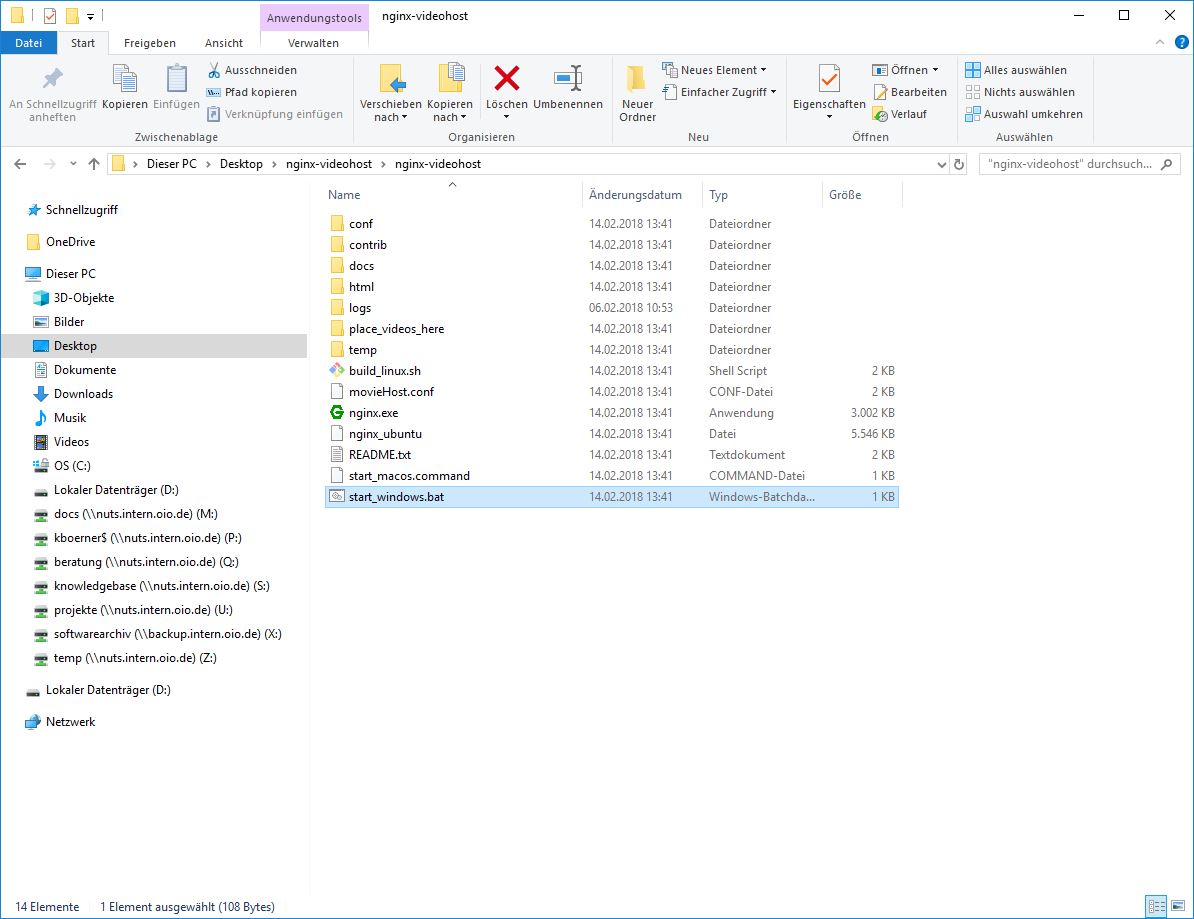 Anwendungstools nginx-videohost
Datei Start Freigeben Ansicht Verwalten
An Schnellzugriff anheften
Kopieren
Einfügen
Ausschneiden
Pfad kopieren
Verknüpfung einfügen
Zwischenablage
Verschieben nach
Kopieren nach
Löschen
Umbenennen
Organisieren
Neuer Ordner
Neues Element
Einfacher Zugriff
Neu
Eigenschaften
Öffnen
Bearbeiten
Verlauf
Öffnen
Alles auswählen
Nichts auswählen
Auswahl umkehren
Auswählen
Dieser PC Desktop nginx-videohost nginx-videohost
"nginx-videohost" durchsuch...
Schnellzugriff
OneDrive
Dieser PC
3D-Objekte
Bilder
Desktop
Dokumente
Downloads
Musik
Videos
OS (C:)
Lokaler Datenträger (D:)
docs (\\nuts.intern.oio.de) (M:)
kboerner$ (\\nuts.intern.oio.de) (P:)
beratung (\\nuts.intern.oio.de) (Q:)
knowledgebase (\\nuts.intern.oio.de) (S:)
projekte (\\nuts.intern.oio.de) (U:)
softwarearchiv (\\backup.intern.oio.de) (X:)
temp (\\nuts.intern.oio.de) (Z:)
Lokaler Datenträger (D:)
Netzwerk
Name Änderungsdatum Typ Größe
conf 14.02.2018 13:41 Dateiordner
contrib 14.02.2018 13:41 Dateiordner
docs 14.02.2018 13:41 Dateiordner
html 14.02.2018 13:41 Dateiordner
logs 06.02.2018 10:53 Dateiordner
place_videos_here 14.02.2018 13:41 Dateiordner
temp 14.02.2018 13:41 Dateiordner
build_linux.sh 14.02.2018 13:41 Shell Script 2 KB
movieHost.conf 14.02.2018 13:41 CONF-Datei 2 KB
nginx.exe 14.02.2018 13:41 Anwendung 3.002 KB
nginx_ubuntu 14.02.2018 13:41 Datei 5.546 KB
README.txt 14.02.2018 13:41 Textdokument 2 KB
start_macos.command 14.02.2018 13:41 COMMAND-Datei 1 KB
start_windows.bat 14.02.2018 13:41 Windows-Batchda... 1 KB
14 Elemente 1 Element ausgewählt (108 Bytes)